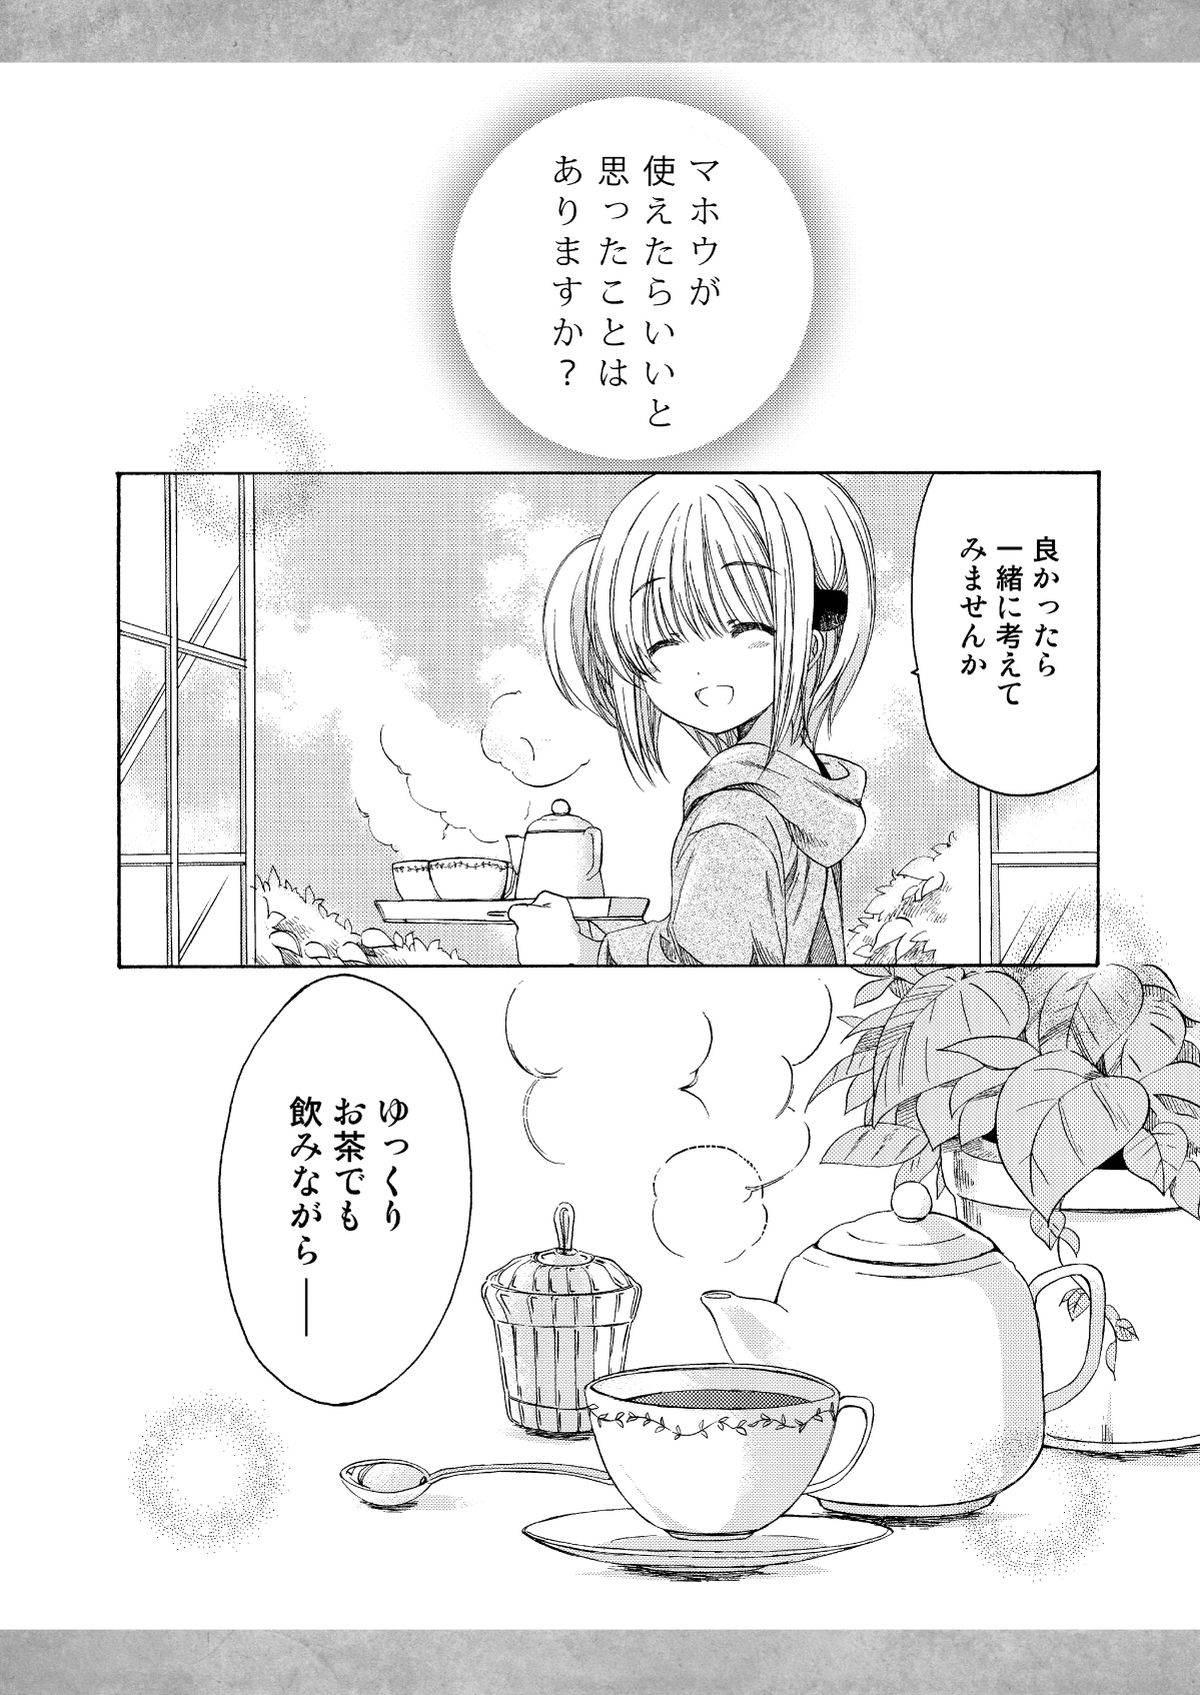 マホウが
使えたらいいと
思ったことは
ありますか？
良かったら
一緒に考えて
みませんか
ゆっくり
お茶でも
飲みながら――